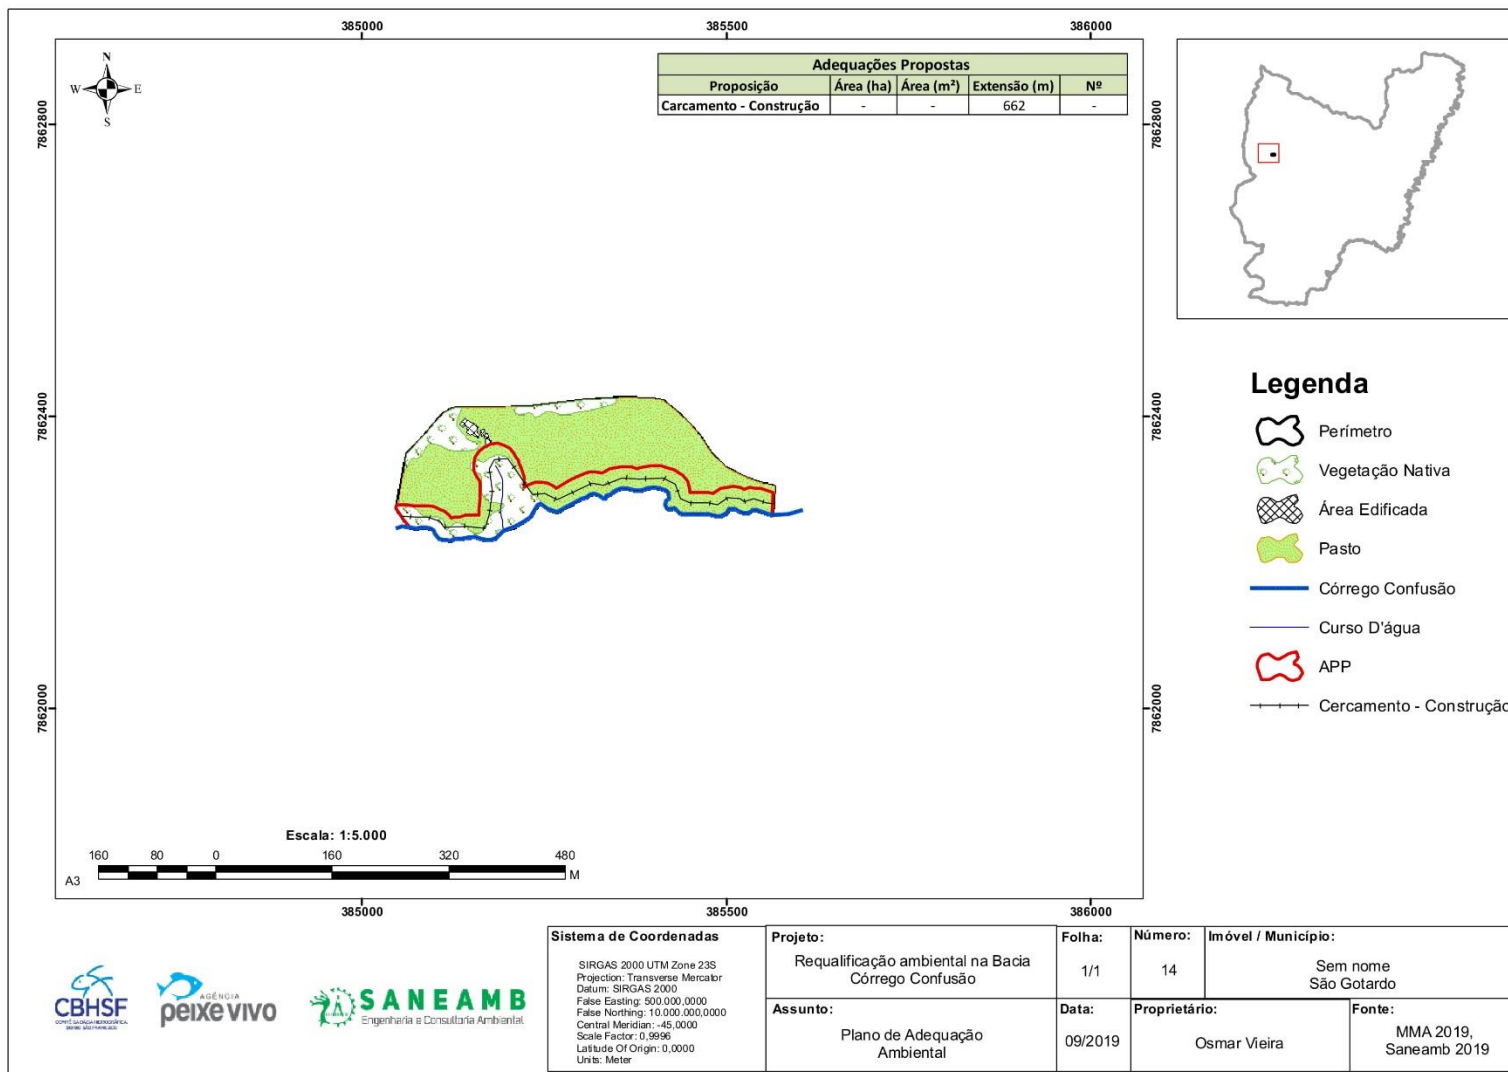 385000 385500 386000
N
W E
S
Adequações Propostas
Proposição Área (ha) Área (m²) Extensão (m) Nº
Carcamento - Construção - - 662 -
7862800 7862800
7862400 7862400
7862000 7862000
Legenda
Perímetro
Vegetação Nativa
Área Edificada
Pasto
Córrego Confusão
Curso D'água
APP
Cercamento - Construção
Escala: 1:5.000
160 80 0 160 320 480
A3 M
385000 385500 386000
CBHSF
AGÊNCIA
peixe vivo
SANEAMB
Engenharia e Consultoria Ambiental
Sistema de Coordenadas
SIRGAS 2000 UTM Zone 23S
Projection: Transverse Mercator
Datum: SIRGAS 2000
False Easting: 500.000,0000
False Northing: 10.000.000,0000
Central Meridian: -45,0000
Scale Factor: 0,9996
Latitude Of Origin: 0,0000
Units: Meter
Projeto:
Requalificação ambiental na Bacia
Córrego Confusão
Folha:
1/1
Número:
14
Imóvel / Município:
Sem nome
São Gotardo
Assunto:
Plano de Adequação
Ambiental
Data:
09/2019
Proprietário:
Osmar Vieira
Fonte:
MMA 2019,
Saneamb 2019